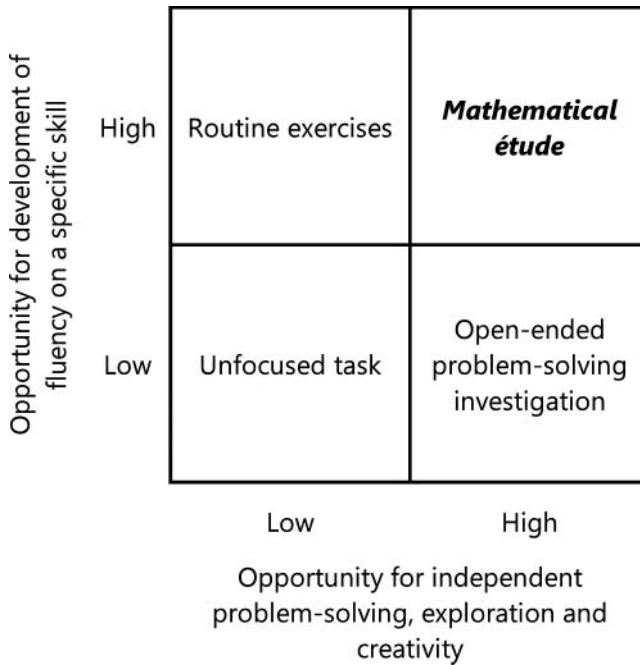 Opportunity for development of
fluency on a specific skill
High
Routine exercises
Mathematical
étude
Low
Unfocused task
Open-ended
problem-solving
investigation
Low
High
Opportunity for independent
problem-solving, exploration and
creativity